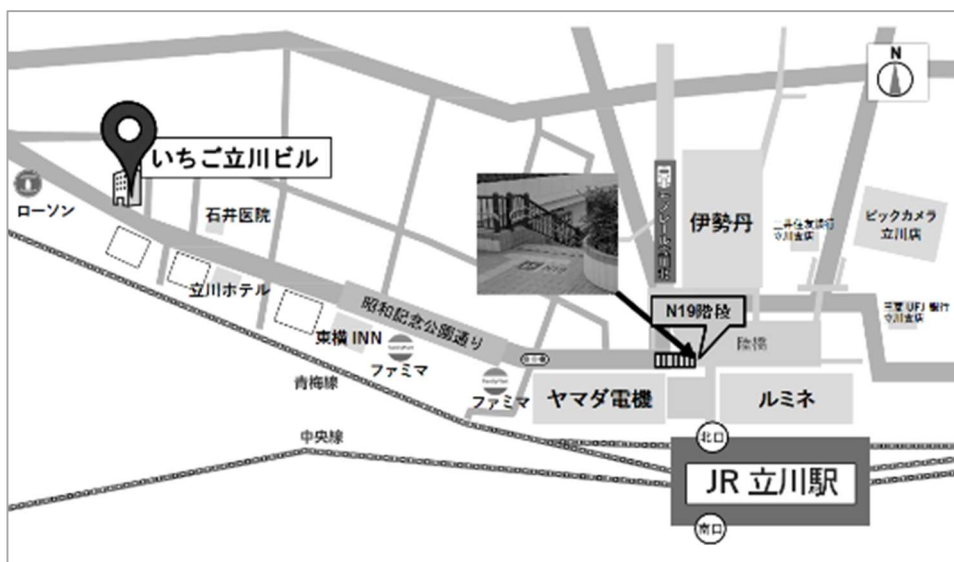 N
いちご立川ビル
ローソン
石井医院
立川ホテル
東横INN
昭和記念公園通り
ファミマ
ファミマ
青梅線
中央線
伊勢丹
ビックカメラ
立川店
N19階段
陸橋
ヤマダ電機
ルミネ
北口
JR 立川駅
南口